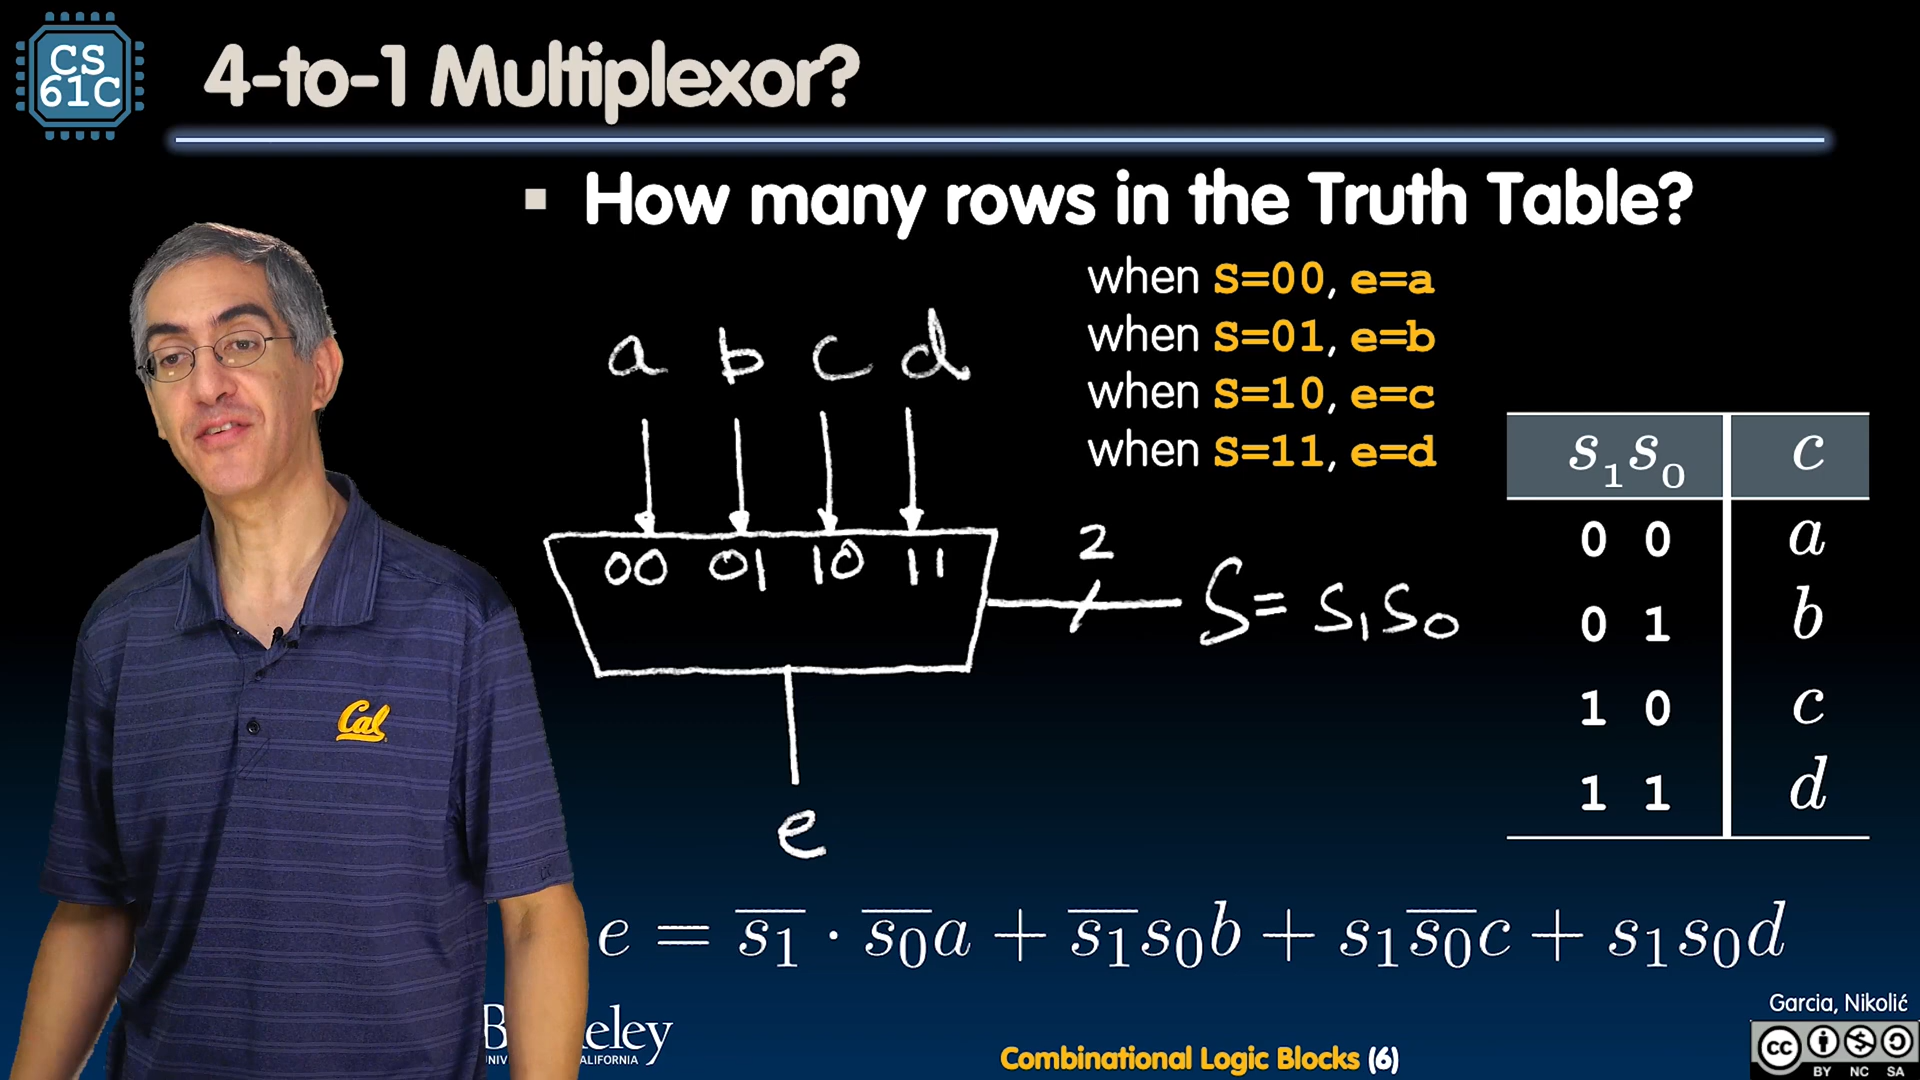 CS
61C
4-to-1 Multiplexor?
How many rows in the Truth Table?
when S=00, e=a
when S=01, e=b
when S=10, e=c
when S=11, e=d
a b c d
00 01 10 11
2
S= s₁s₀
e
s₁s₀ c
0 0 a
0 1 b
1 0 c
1 1 d
e = s̅₁ · s̅₀a + s̅₁s₀b + s₁s̅₀c + s₁s₀d
Cal
Garcia, Nikolić
Combinational Logic Blocks (6)
cc
BY NC SA